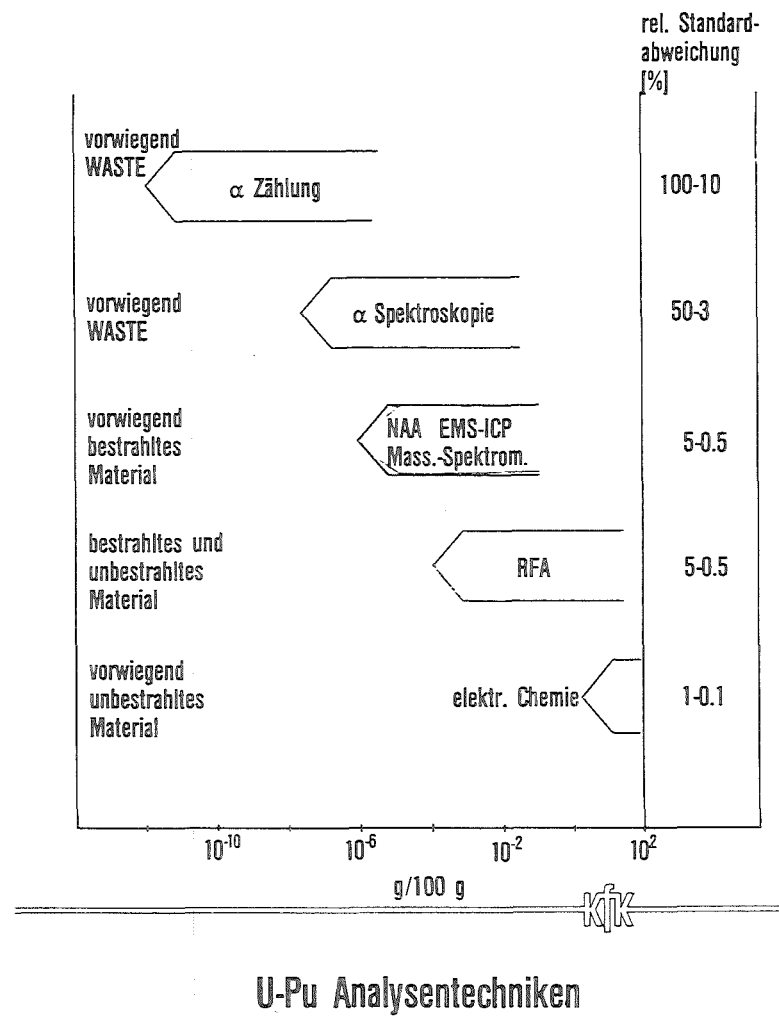 rel. Standard-
abweichung
[%]
vorwiegend
WASTE
α Zählung
100-10
vorwiegend
WASTE
α Spektroskopie
50-3
vorwiegend
bestrahltes
Material
NAA EMS-ICP
Mass.-Spektrom.
5-0.5
bestrahltes und
unbestrahltes
Material
RFA
5-0.5
vorwiegend
unbestrahltes
Material
elektr. Chemie
1-0.1
10⁻¹⁰ 10⁻⁶ 10⁻² 10²
g/100 g
KfK
U-Pu Analysentechniken